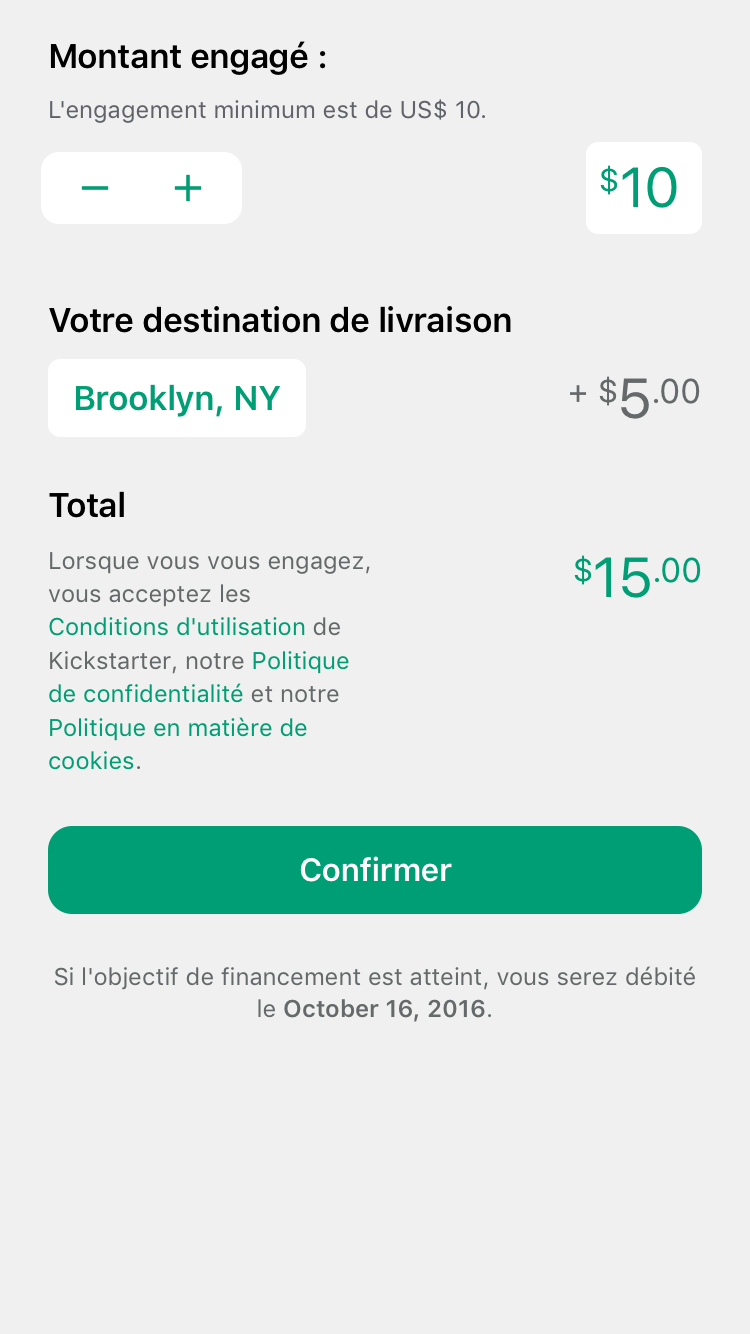 Montant engagé :
L'engagement minimum est de US$ 10.
− +
$10
Votre destination de livraison
Brooklyn, NY
+ $5.00
Total
Lorsque vous vous engagez,
vous acceptez les
Conditions d'utilisation de
Kickstarter, notre Politique
de confidentialité et notre
Politique en matière de
cookies.
$15.00
Confirmer
Si l'objectif de financement est atteint, vous serez débité
le October 16, 2016.